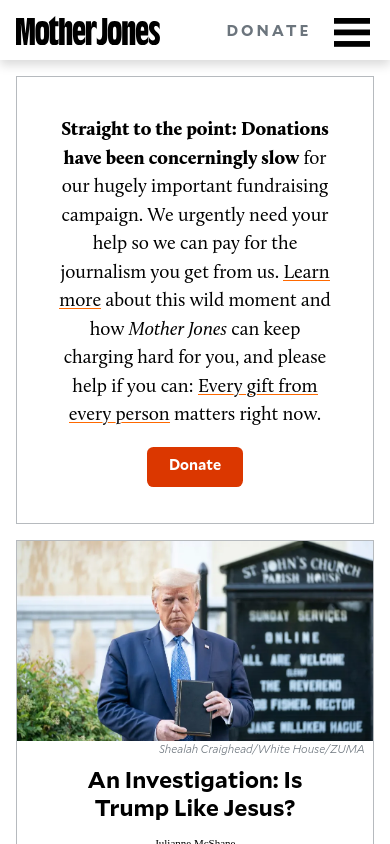 Mother Jones
DONATE
Straight to the point: Donations
have been concerningly slow for
our hugely important fundraising
campaign. We urgently need your
help so we can pay for the
journalism you get from us. Learn
more about this wild moment and
how Mother Jones can keep
charging hard for you, and please
help if you can: Every gift from
every person matters right now.
Donate
ST JOHN'S CHURCH
PARISH HOUSE
SUNDAY SERVICES
ONLINE
ALL ARE WELCOME
CLERGY
THE REVEREND
ROB FISHER, RECTOR
JANE MILLIKEN HAGUE
Shealah Craighead/White House/ZUMA
An Investigation: Is
Trump Like Jesus?
Julianne McShane